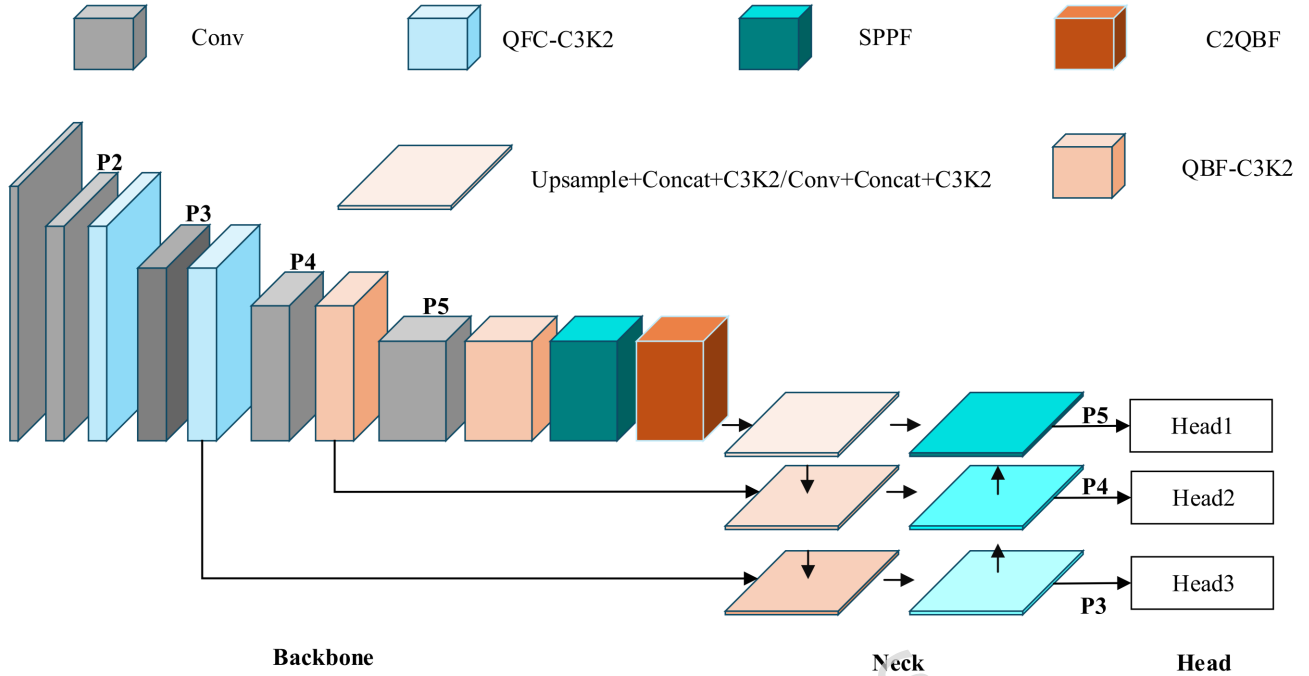 Conv
QFC-C3K2
SPPF
C2QBF
Upsample+Concat+C3K2/Conv+Concat+C3K2
QBF-C3K2
P2
P3
P4
P5
P5
Head1
P4
Head2
P3
Head3
Backbone
Neck
Head